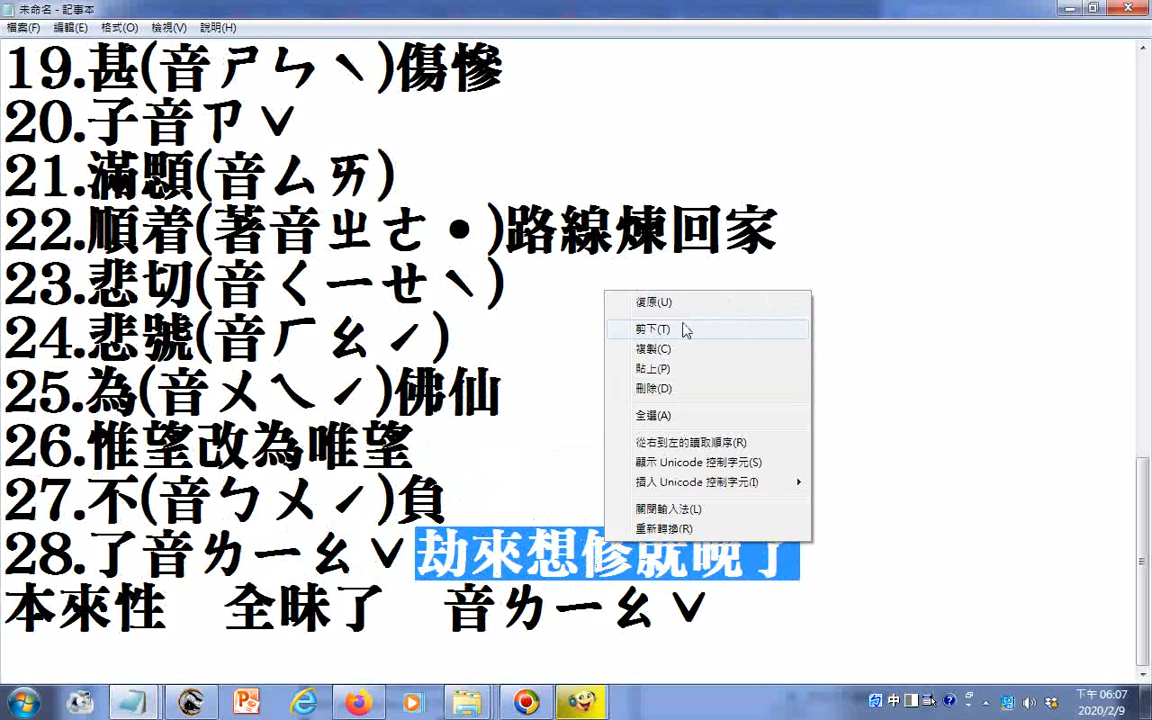 未命名 - 記事本
檔案(F) 編輯(E) 格式(O) 檢視(V) 說明(H)
19.甚(音ㄕㄣヽ)傷慘
20.子音ㄗˇ
21.滿顋(音ㄙㄞ)
22.順着(著音ㄓㄜ•)路線煉回家
23.悲切(音ㄑㄧㄝヽ)
24.悲號(音ㄏㄠˊ)
25.為(音ㄨㄟˊ)佛仙
26.惟望改為唯望
27.不(音ㄅㄨˊ)負
28.了音ㄌㄧㄠˇ 劫來想修就晚了
本來性　全昧了　音ㄌㄧㄠˇ
復原(U)
剪下(T)
複製(C)
貼上(P)
刪除(D)
全選(A)
從右到左的讀取順序(R)
顯示 Unicode 控制字元(S)
插入 Unicode 控制字元(I)
關閉輸入法(L)
重新轉換(R)
中
下午 06:07
2020/2/9